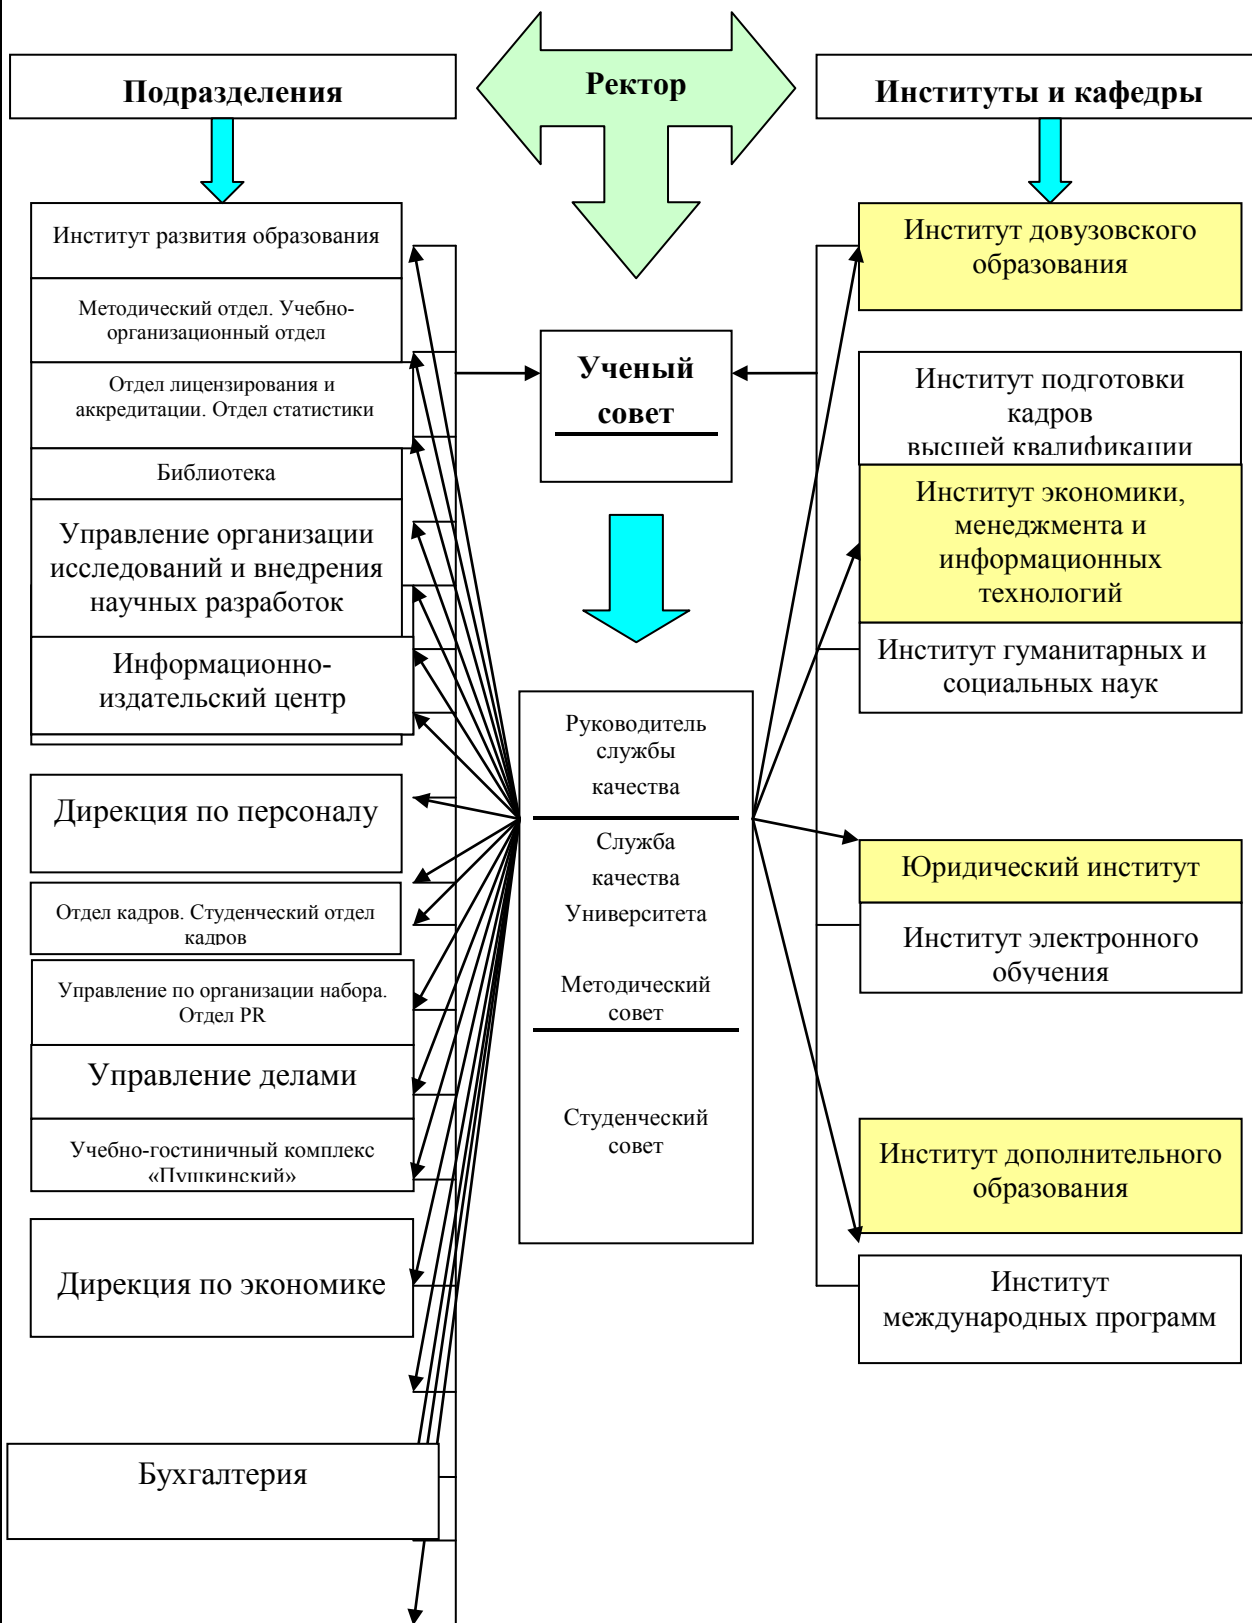 Подразделения
Ректор
Институты и кафедры
Институт развития образования
Методический отдел. Учебно-
организационный отдел
Отдел лицензирования и
аккредитации. Отдел статистики
Библиотека
Управление организации
исследований и внедрения
научных разработок
Информационно-
издательский центр
Дирекция по персоналу
Отдел кадров. Студенческий отдел
кадров
Управление по организации набора.
Отдел PR
Управление делами
Учебно-гостиничный комплекс
«Пушкинский»
Дирекция по экономике
Бухгалтерия
Ученый
совет
Руководитель
службы
качества
Служба
качества
Университета
Методический
совет
Студенческий
совет
Институт довузовского
образования
Институт подготовки
кадров
высшей квалификации
Институт экономики,
менеджмента и
информационных
технологий
Институт гуманитарных и
социальных наук
Юридический институт
Институт электронного
обучения
Институт дополнительного
образования
Институт
международных программ